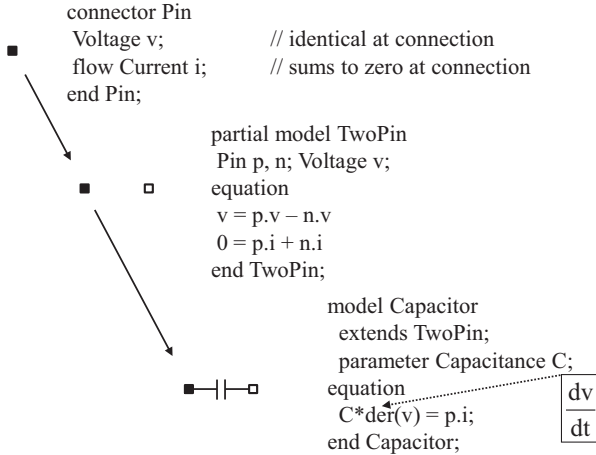 connector Pin
Voltage v; // identical at connection
flow Current i; // sums to zero at connection
end Pin;
partial model TwoPin
Pin p, n; Voltage v;
equation
v = p.v – n.v
0 = p.i + n.i
end TwoPin;
model Capacitor
extends TwoPin;
parameter Capacitance C;
equation
C*der(v) = p.i;
end Capacitor;
dv
dt